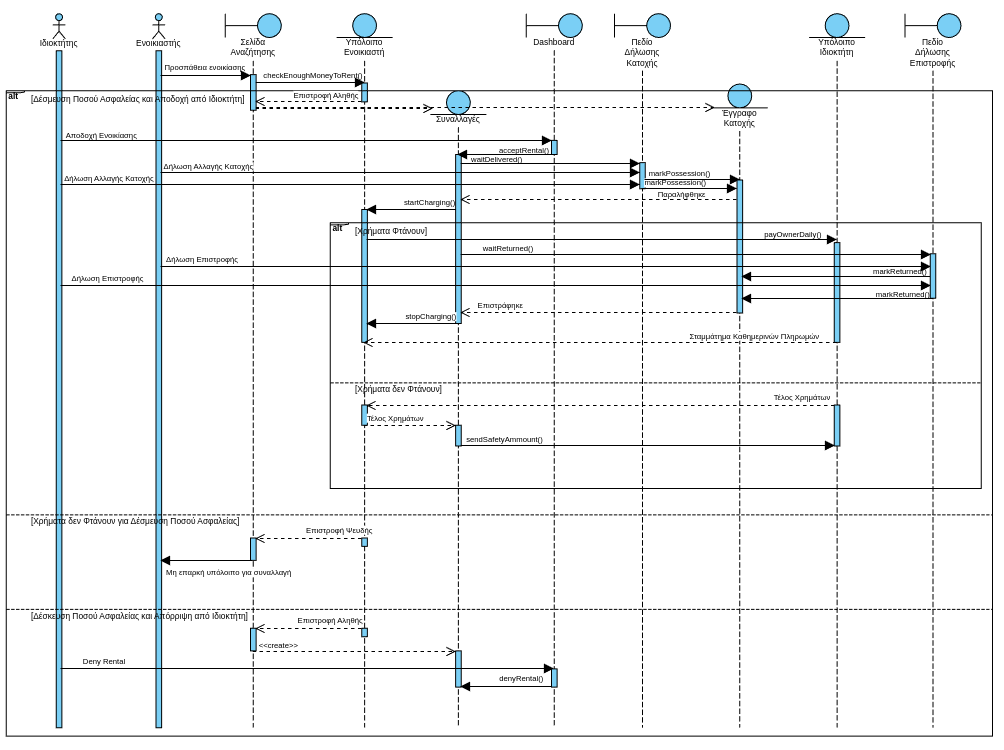 Ιδιοκτήτης
Ενοικιαστής
Σελίδα
Αναζήτησης
Υπόλοιπο
Ενοικιαστή
Dashboard
Πεδίο
Δήλωσης
Κατοχής
Υπόλοιπο
Ιδιοκτήτη
Πεδίο
Δήλωσης
Επιστροφής
Προσπάθεια ενοικίασης
checkEnoughMoneyToRent()
alt
[Δέσμευση Ποσού Ασφαλείας και Αποδοχή από Ιδιοκτήτη]
Επιστροφή Αληθής
Συναλλαγές
Έγγραφο
Κατοχής
Αποδοχή Ενοικίασης
acceptRental()
waitDelivered()
Δήλωση Αλλαγής Κατοχής
markPossession()
Δήλωση Αλλαγής Κατοχής
markPossession()
Παραλήφθηκε
startCharging()
alt
[Χρήματα Φτάνουν]
payOwnerDaily()
waitReturned()
Δήλωση Επιστροφής
markReturned()
Δήλωση Επιστροφής
markReturned()
Επιστράφηκε
stopCharging()
Σταμμάτημα Καθημερινών Πληρωμών
[Χρήματα δεν Φτάνουν]
Τέλος Χρημάτων
Τέλος Χρημάτων
sendSafetyAmmount()
[Χρήματα δεν Φτάνουν για Δέσμευση Ποσού Ασφαλείας]
Επιστροφή Ψευδής
Μη επαρκή υπόλοιπο για συναλλαγή
[Δέσκευση Ποσού Ασφαλείας και Απόρριψη από Ιδιοκτήτη]
Επιστροφή Αληθής
<<create>>
Deny Rental
denyRental()